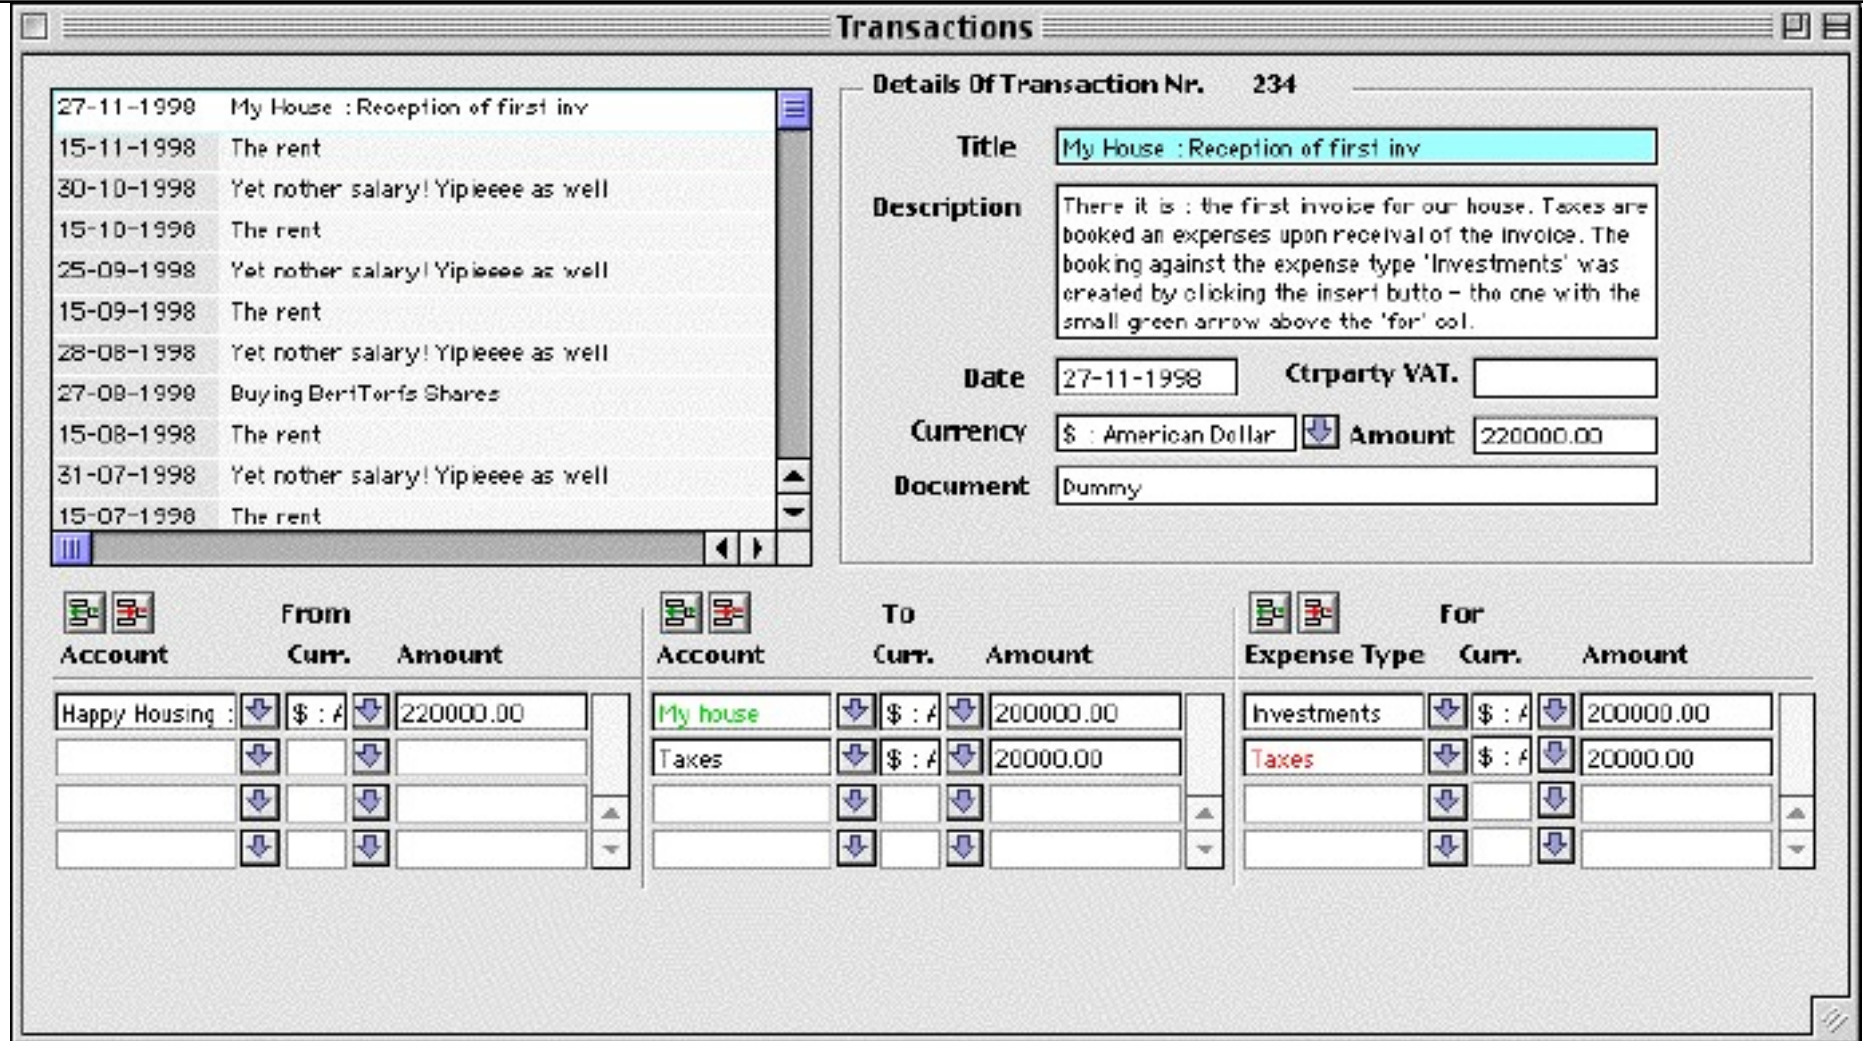 Transactions
27-11-1998 My House : Reception of first inv
15-11-1998 The rent
30-10-1998 Yet nother salary! Yipieeee as well
15-10-1998 The rent
25-09-1998 Yet nother salary! Yipieeee as well
15-09-1998 The rent
28-08-1998 Yet nother salary! Yipieeee as well
27-08-1998 Buying BertTorfs Shares
15-08-1998 The rent
31-07-1998 Yet nother salary! Yipieeee as well
15-07-1998 The rent
Details Of Transaction Nr. 234
Title My House : Reception of first inv
Description There it is : the first invoice for our house. Taxes are
booked an expenses upon receival of the invoice. The
booking against the expense type 'Investments' was
created by clicking the insert butto - tho one with the
small green arrow above the 'for' col.
Date 27-11-1998 Ctrparty VAT.
Currency $ : American Dollar Amount 220000.00
Document Dummy
From To For
Account Curr. Amount Account Curr. Amount Expense Type Curr. Amount
Happy Housing : $ : A 220000.00 My house $ : A 200000.00 Investments $ : A 200000.00
Taxes $ : A 20000.00 Taxes $ : A 20000.00